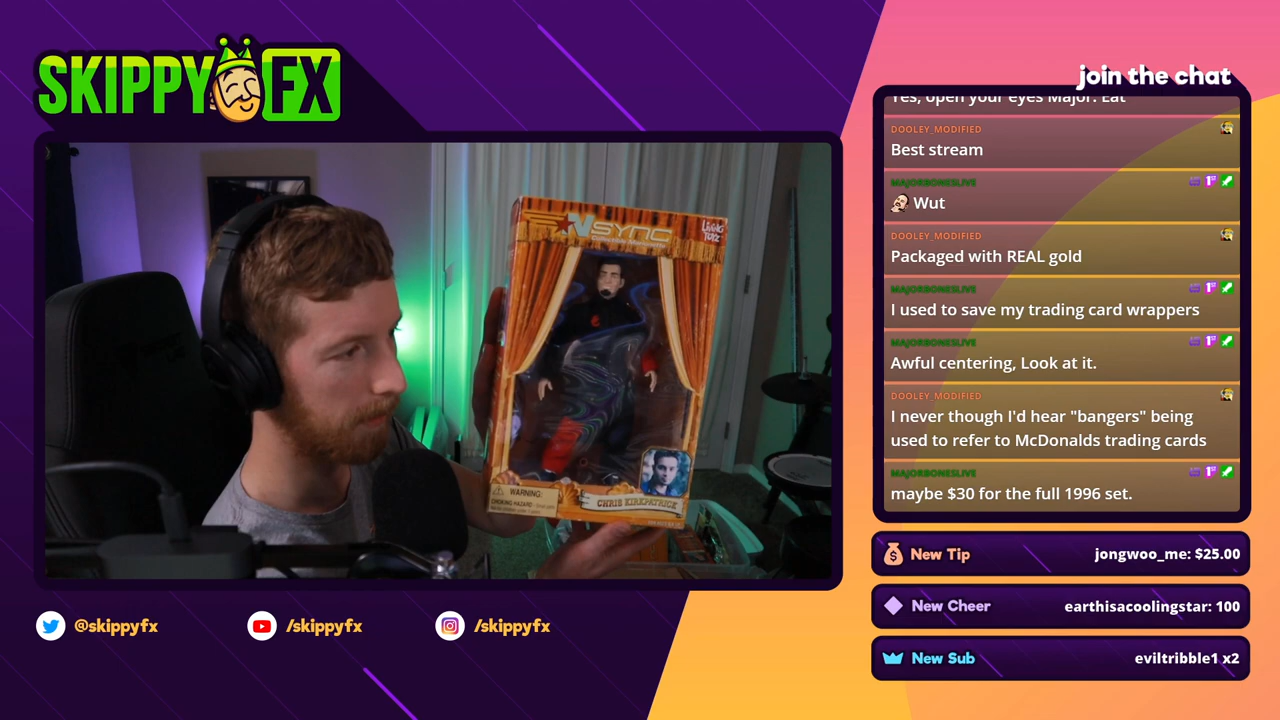 SKIPPY FX
join the chat
Yes, open your eyes Major. Eat
DOOLEY_MODIFIED
Best stream
MAJORBONESLIVE
Wut
DOOLEY_MODIFIED
Packaged with REAL gold
MAJORBONESLIVE
I used to save my trading card wrappers
MAJORBONESLIVE
Awful centering, Look at it.
DOOLEY_MODIFIED
I never though I'd hear "bangers" being
used to refer to McDonalds trading cards
MAJORBONESLIVE
maybe $30 for the full 1996 set.
NSYNC
Collectible Marionette
LIVING
TOYZ
WARNING:
CHOKING HAZARD
CHRIS KIRKPATRICK
New Tip jongwoo_me: $25.00
New Cheer earthisacoolingstar: 100
New Sub eviltribble1 x2
@skippyfx /skippyfx /skippyfx